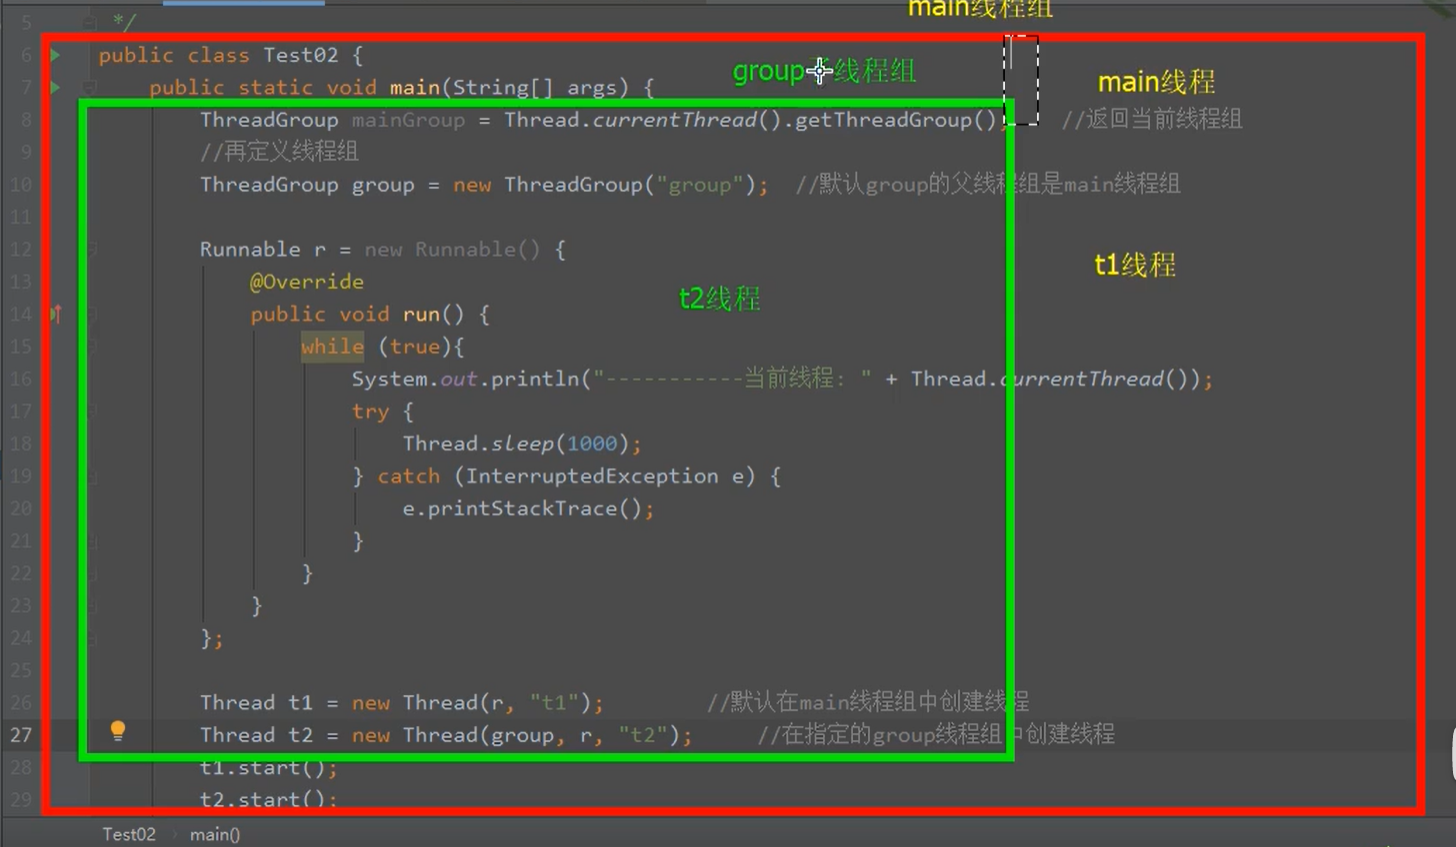 main线程组
5 */
6 public class Test02 {
group子线程组
main线程
7 public static void main(String[] args) {
8 ThreadGroup mainGroup = Thread.currentThread().getThreadGroup(); //返回当前线程组
9 //再定义线程组
10 ThreadGroup group = new ThreadGroup("group"); //默认group的父线程组是main线程组
11
12 Runnable r = new Runnable() {
t1线程
13 @Override
t2线程
14 public void run() {
15 while (true){
16 System.out.println("-----------当前线程: " + Thread.currentThread());
17 try {
18 Thread.sleep(1000);
19 } catch (InterruptedException e) {
20 e.printStackTrace();
21 }
22 }
23 }
24 };
25
26 Thread t1 = new Thread(r, "t1"); //默认在main线程组中创建线程
27 Thread t2 = new Thread(group, r, "t2"); //在指定的group线程组中创建线程
28 t1.start();
29 t2.start();
Test02 main()